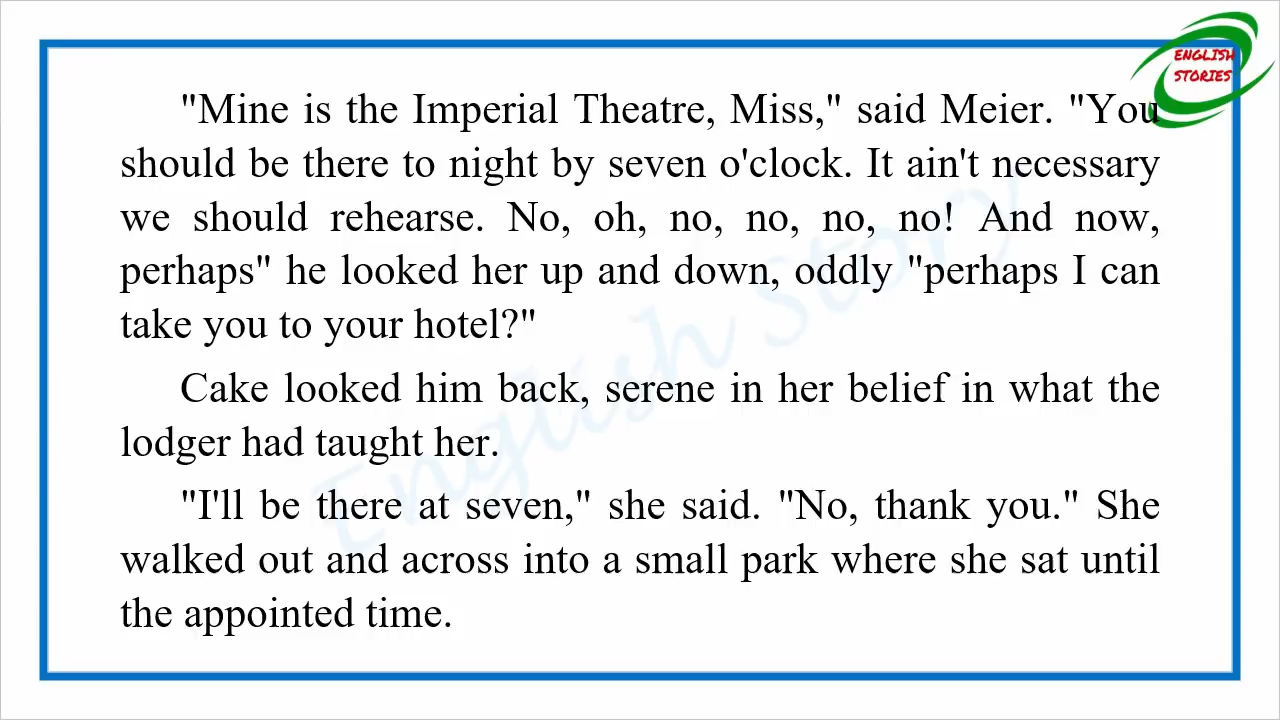 ENGLISH
STORIES
"Mine is the Imperial Theatre, Miss," said Meier. "You
should be there to night by seven o'clock. It ain't necessary
we should rehearse. No, oh, no, no, no, no! And now,
perhaps" he looked her up and down, oddly "perhaps I can
take you to your hotel?"
Cake looked him back, serene in her belief in what the
lodger had taught her.
"I'll be there at seven," she said. "No, thank you." She
walked out and across into a small park where she sat until
the appointed time.
English Story